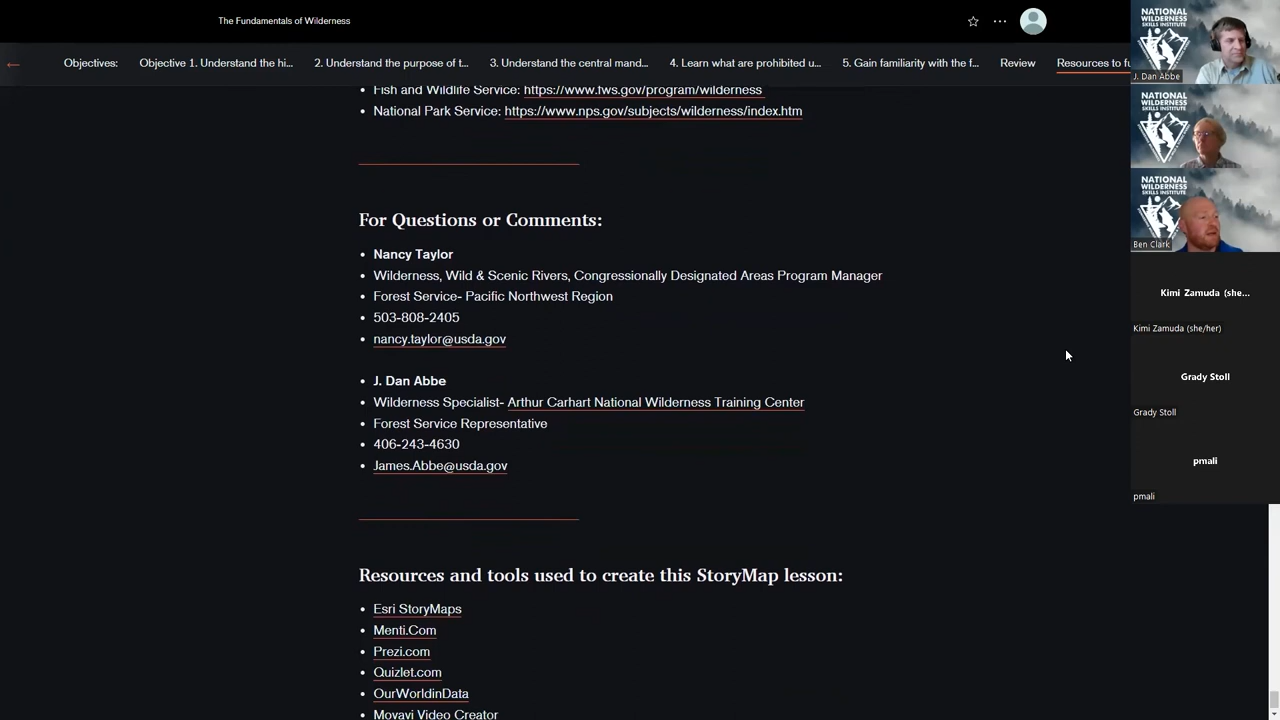 The Fundamentals of Wilderness
Objectives:
Objective 1. Understand the hi...
2. Understand the purpose of t...
3. Understand the central mand...
4. Learn what are prohibited u...
5. Gain familiarity with the f...
Review
Resources to fu
Fish and Wildlife Service: https://www.fws.gov/program/wilderness
National Park Service: https://www.nps.gov/subjects/wilderness/index.htm
For Questions or Comments:
Nancy Taylor
Wilderness, Wild & Scenic Rivers, Congressionally Designated Areas Program Manager
Forest Service- Pacific Northwest Region
503-808-2405
nancy.taylor@usda.gov
J. Dan Abbe
Wilderness Specialist- Arthur Carhart National Wilderness Training Center
Forest Service Representative
406-243-4630
James.Abbe@usda.gov
Resources and tools used to create this StoryMap lesson:
Esri StoryMaps
Menti.Com
Prezi.com
Quizlet.com
OurWorldinData
Movavi Video Creator
NATIONAL
WILDERNESS
SKILLS INSTITUTE
J. Dan Abbe
NATIONAL
WILDERNESS
SKILLS INSTITUTE
NATIONAL
WILDERNESS
SKILLS INSTITUTE
Ben Clark
Kimi Zamuda (she...
Kimi Zamuda (she/her)
Grady Stoll
Grady Stoll
pmali
pmali